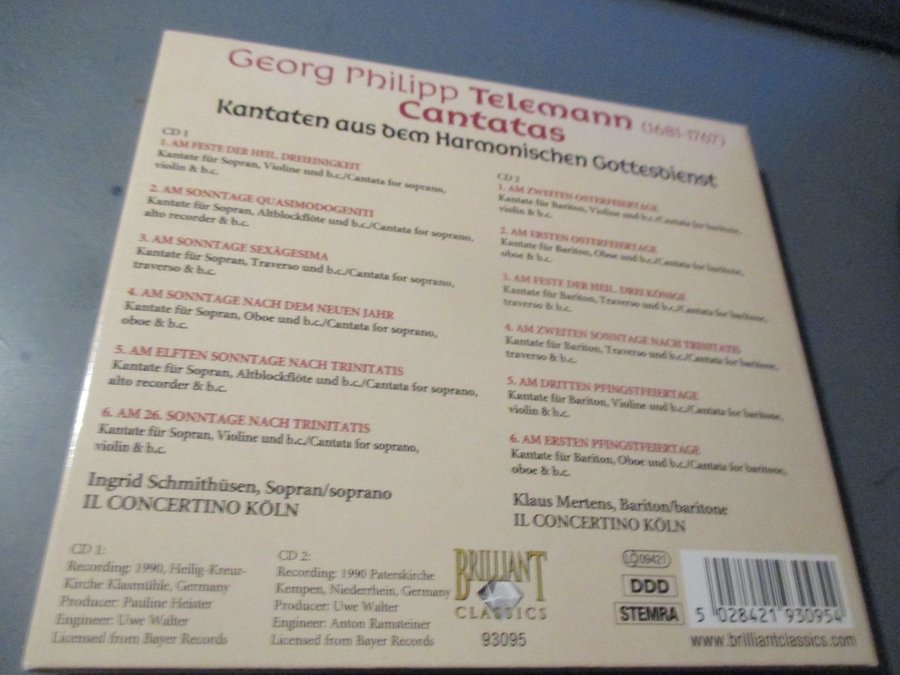 Georg Philipp Telemann (1681-1767)
Cantatas
Kantaten aus dem Harmonischen Gottesdienst
CD 1
1. AM FESTE DER HEIL. DREIEINIGKEIT
Kantate für Sopran, Violine und b.c./Cantata for soprano,
violin & b.c.
2. AM SONNTAGE QUASIMODOGENITI
Kantate für Sopran, Altblockflöte und b.c./Cantata for soprano,
alto recorder & b.c.
3. AM SONNTAGE SEXÄGESIMA
Kantate für Sopran, Traverso und b.c./Cantata for soprano,
traverso & b.c.
4. AM SONNTAGE NACH DEM NEUEN JAHR
Kantate für Sopran, Oboe und b.c./Cantata for soprano,
oboe & b.c.
5. AM ELFTEN SONNTAGE NACH TRINITATIS
Kantate für Sopran, Altblockflöte und b.c./Cantata for soprano,
alto recorder & b.c.
6. AM 26. SONNTAGE NACH TRINITATIS
Kantate für Sopran, Violine und b.c./Cantata for soprano,
violin & b.c.
Ingrid Schmithüsen, Sopran/soprano
IL CONCERTINO KÖLN
CD 2
1. AM ZWEITEN OSTERFEIERTAGE
Kantate für Bariton, Violine und b.c./Cantata for baritone,
violin & b.c.
2. AM ERSTEN OSTERFEIERTAGE
Kantate für Bariton, Oboe und b.c./Cantata for baritone,
oboe & b.c.
3. AM FESTE DER HEIL. DREI KÖNIGE
Kantate für Bariton, Traverso und b.c./Cantata for baritone,
traverso & b.c.
4. AM ZWEITEN SONNTAGE NACH TRINITATIS
Kantate für Bariton, Traverso und b.c./Cantata for baritone,
traverso & b.c.
5. AM DRITTEN PFINGSTFEIERTAGE
Kantate für Bariton, Violine und b.c./Cantata for baritone,
violin & b.c.
6. AM ERSTEN PFINGSTFEIERTAGE
Kantate für Bariton, Oboe und b.c./Cantata for baritone,
oboe & b.c.
Klaus Mertens, Bariton/baritone
IL CONCERTINO KÖLN
CD 1:
Recording: 1990, Heilig-Kreuz-
Kirche Klasmühle, Germany
Producer: Pauline Heister
Engineer: Uwe Walter
Licensed from Bayer Records
CD 2:
Recording: 1990 Paterskirche
Kempen, Niederrhein, Germany
Producer: Uwe Walter
Engineer: Anton Ramsteiner
Licensed from Bayer Records
BRILLIANT
CLASSICS
93095
LC 09421
DDD
STEMRA
5 028421 930954
www.brilliantclassics.com